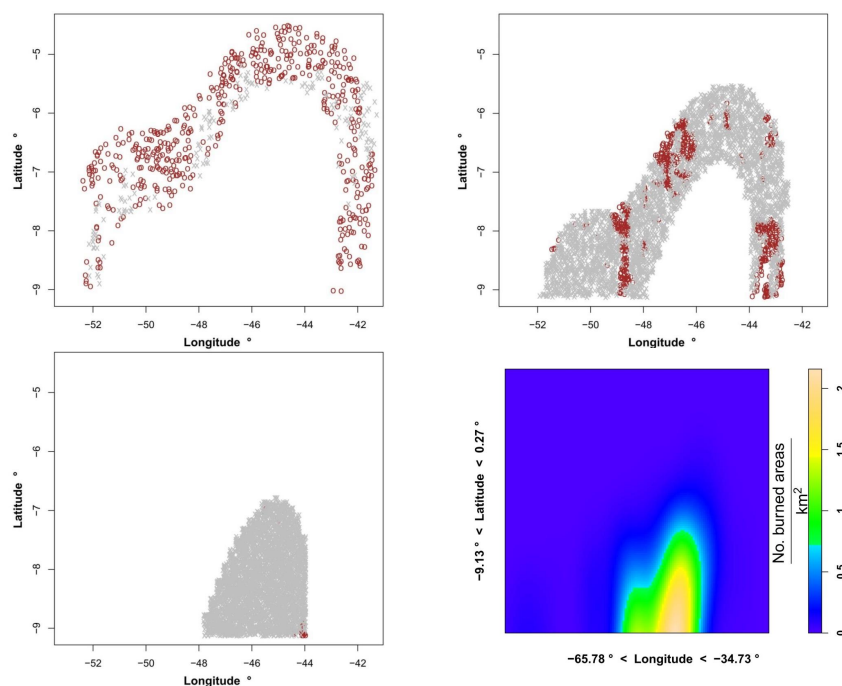 −5
−6
−7
−8
−9
Latitude °
−52 −50 −48 −46 −44 −42
Longitude °
−5
−6
−7
−8
−9
Latitude °
−52 −50 −48 −46 −44 −42
Longitude °
−5
−6
−7
−8
−9
Latitude °
−52 −50 −48 −46 −44 −42
Longitude °
−9.13 ° < Latitude < 0.27 °
−65.78 ° < Longitude < −34.73 °
No. burned areas
km2
2
1.5
1
0.5
0